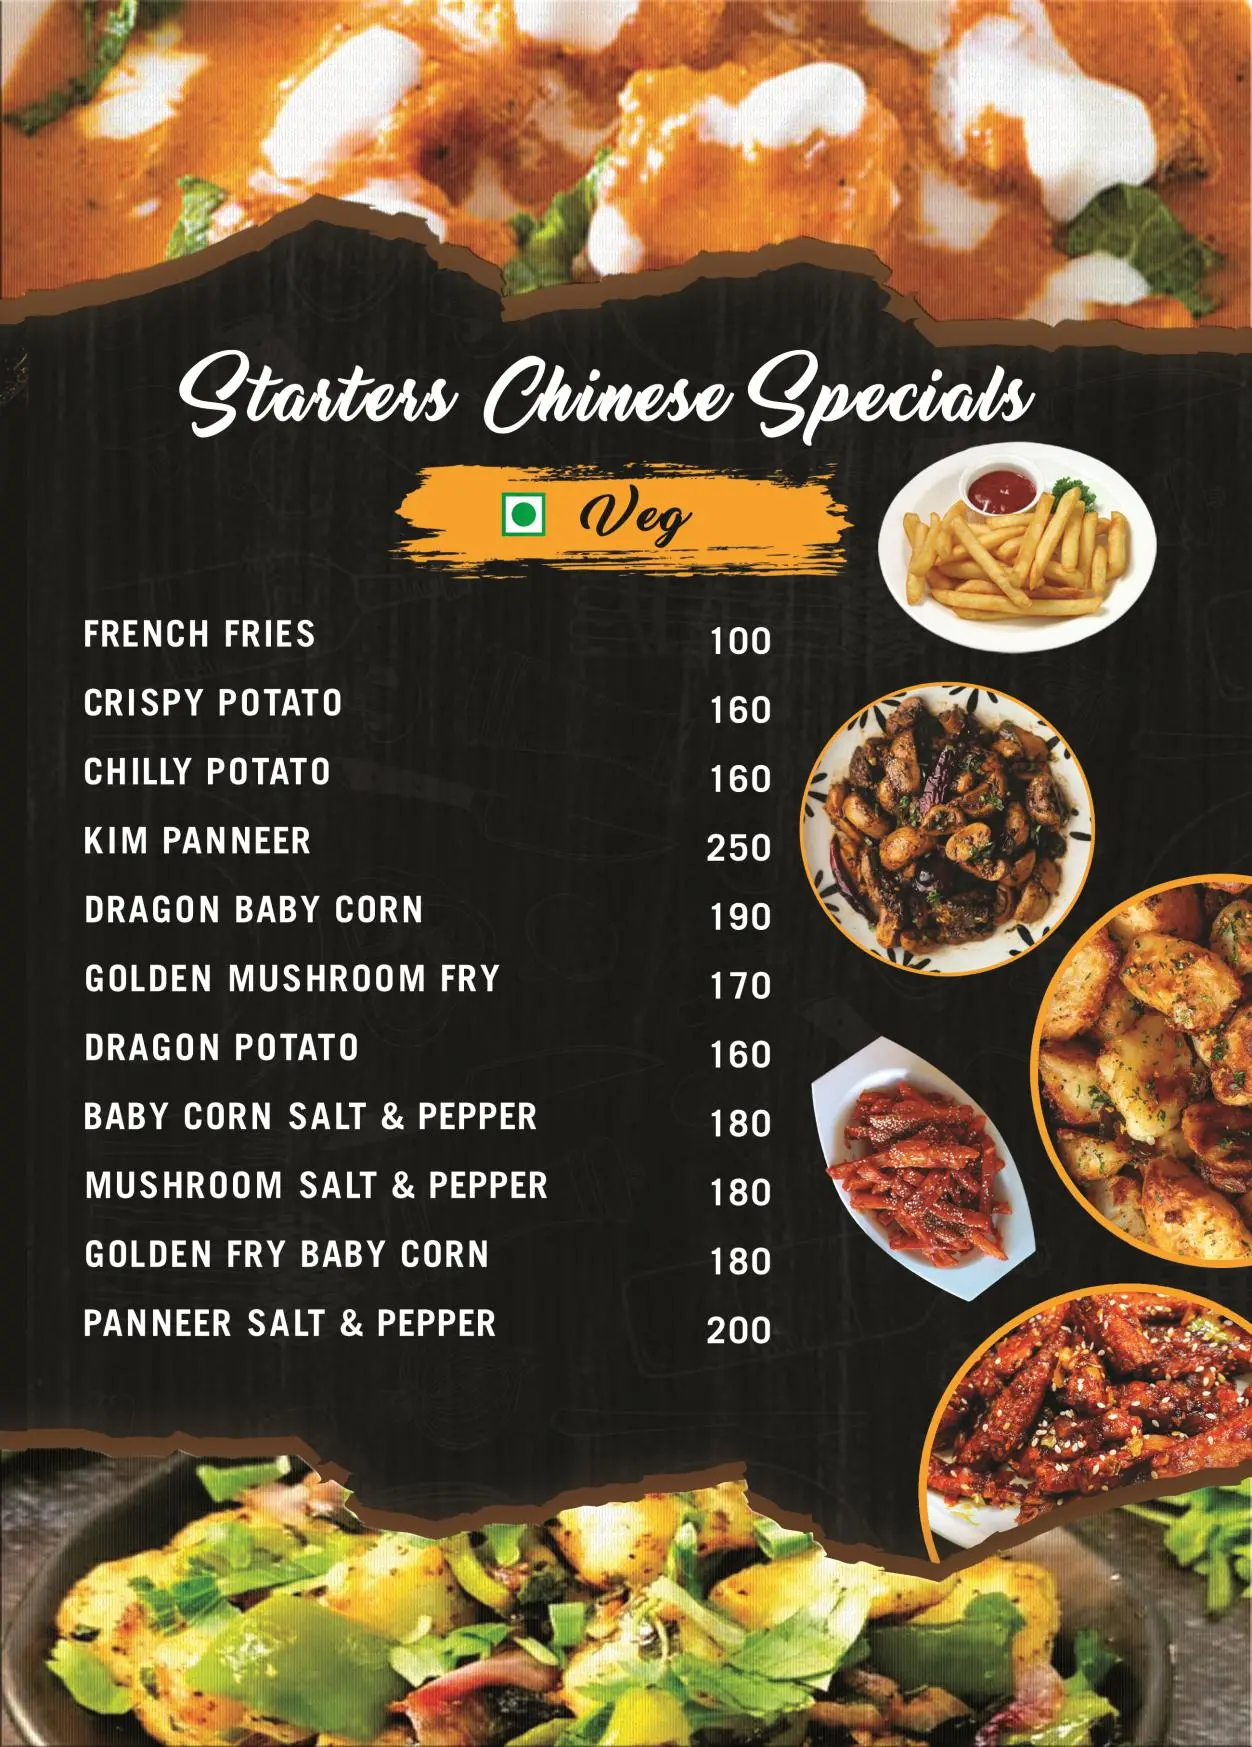 Starters Chinese Specials
Veg
FRENCH FRIES 100
CRISPY POTATO 160
CHILLY POTATO 160
KIM PANNEER 250
DRAGON BABY CORN 190
GOLDEN MUSHROOM FRY 170
DRAGON POTATO 160
BABY CORN SALT & PEPPER 180
MUSHROOM SALT & PEPPER 180
GOLDEN FRY BABY CORN 180
PANNEER SALT & PEPPER 200